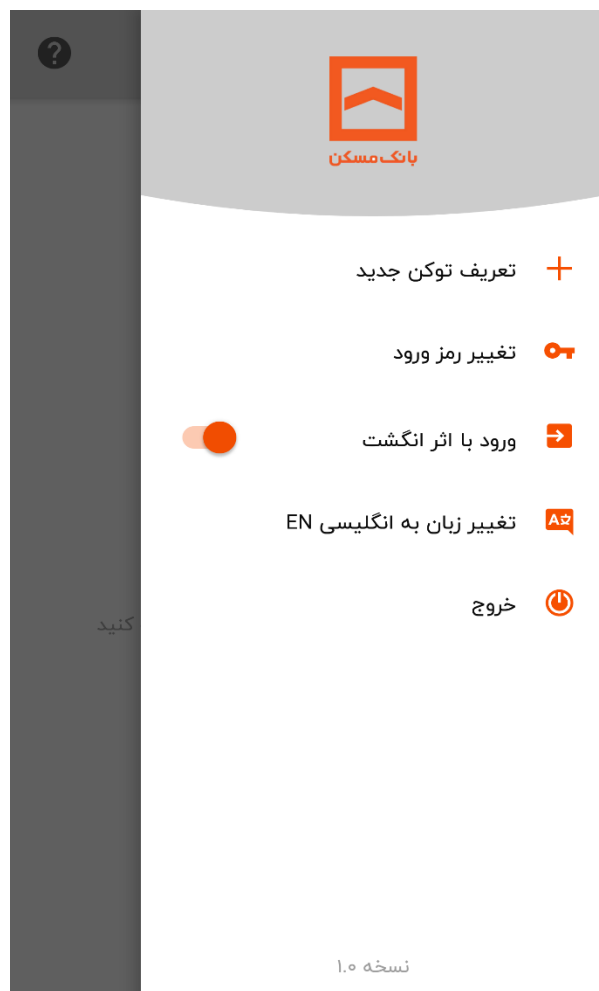 بانک مسکن
تعریف توکن جدید
تغییر رمز ورود
ورود با اثر انگشت
تغییر زبان به انگلیسی EN
خروج
کنید
نسخه ۱.۰